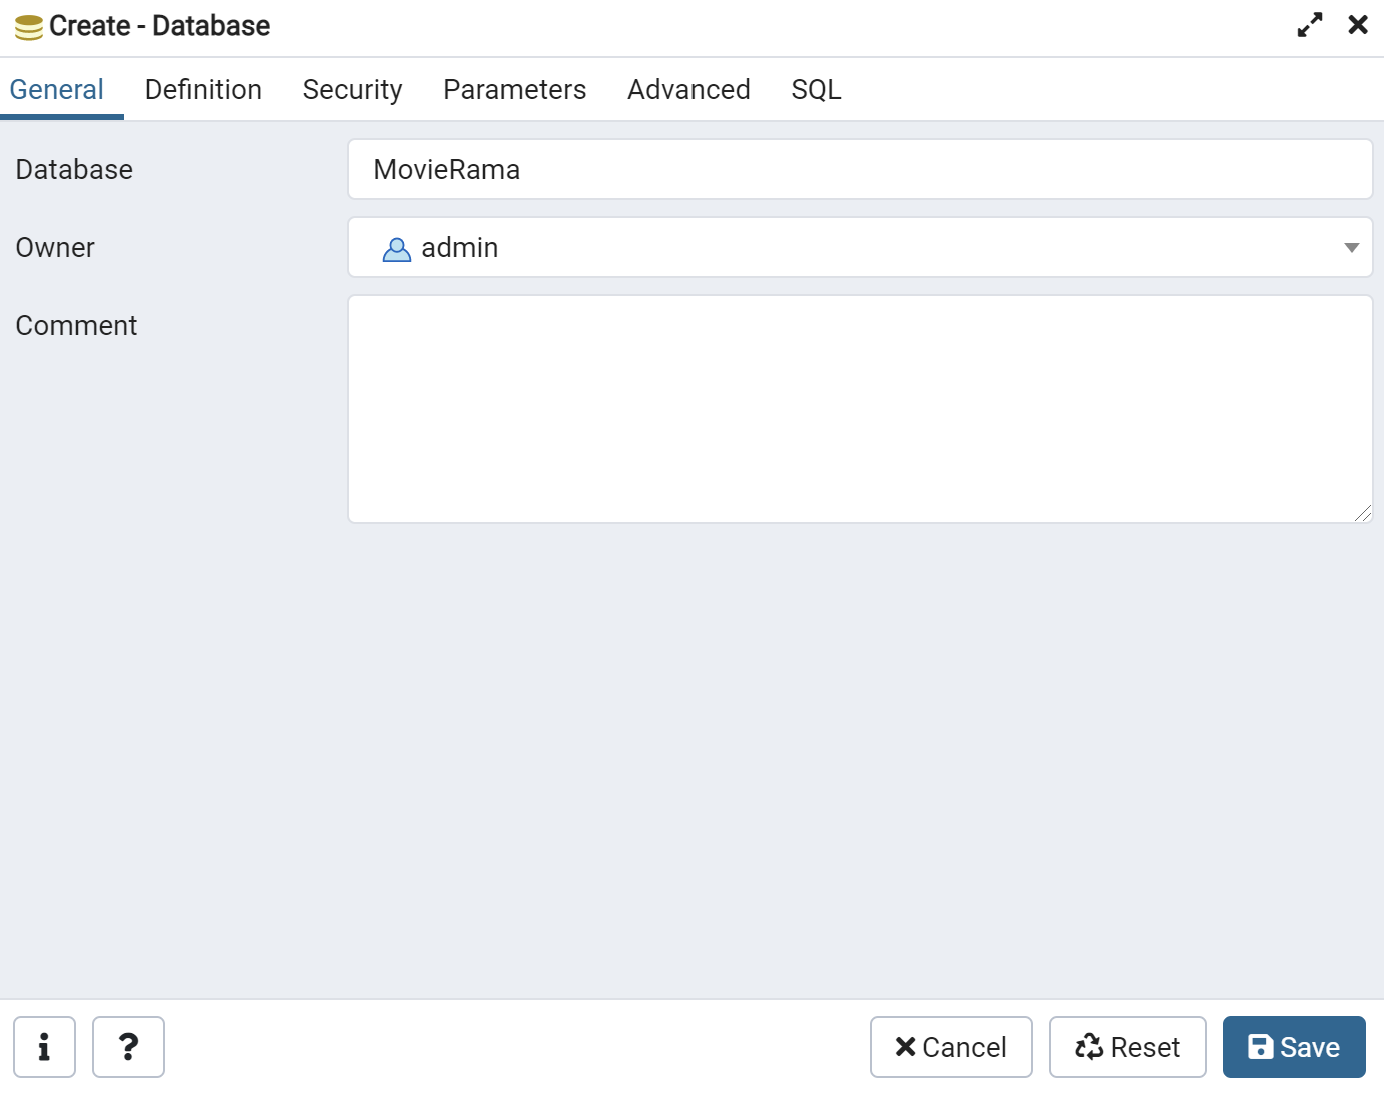 Create - Database
General Definition Security Parameters Advanced SQL
Database MovieRama
Owner admin
Comment
i ? Cancel Reset Save